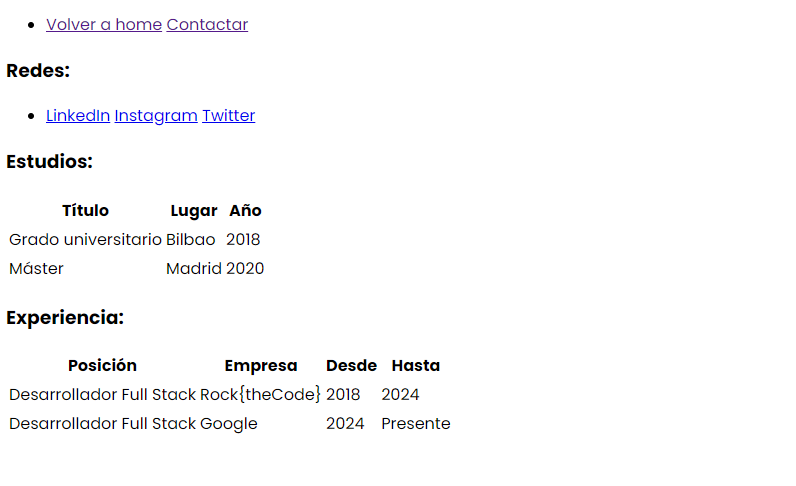 Volver a home Contactar
Redes:
LinkedIn Instagram Twitter
Estudios:
Título Lugar Año
Grado universitario Bilbao 2018
Máster Madrid 2020
Experiencia:
Posición Empresa Desde Hasta
Desarrollador Full Stack Rock{theCode} 2018 2024
Desarrollador Full Stack Google 2024 Presente